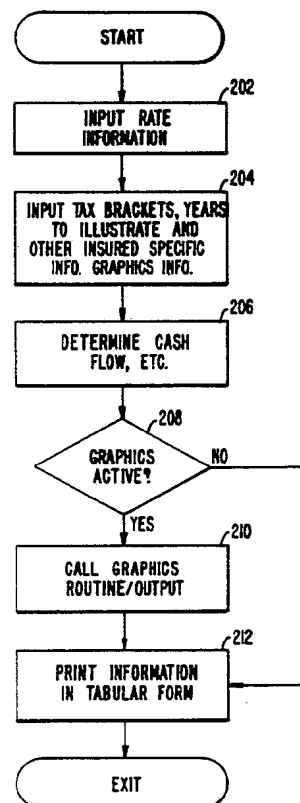 START
202
INPUT RATE
INFORMATION
204
INPUT TAX BRACKETS, YEARS
TO ILLUSTRATE AND
OTHER INSURED SPECIFIC
INFO. GRAPHICS INFO.
206
DETERMINE CASH
FLOW, ETC.
208
GRAPHICS
ACTIVE?
NO
YES
210
CALL GRAPHICS
ROUTINE/OUTPUT
212
PRINT INFORMATION
IN TABULAR FORM
EXIT